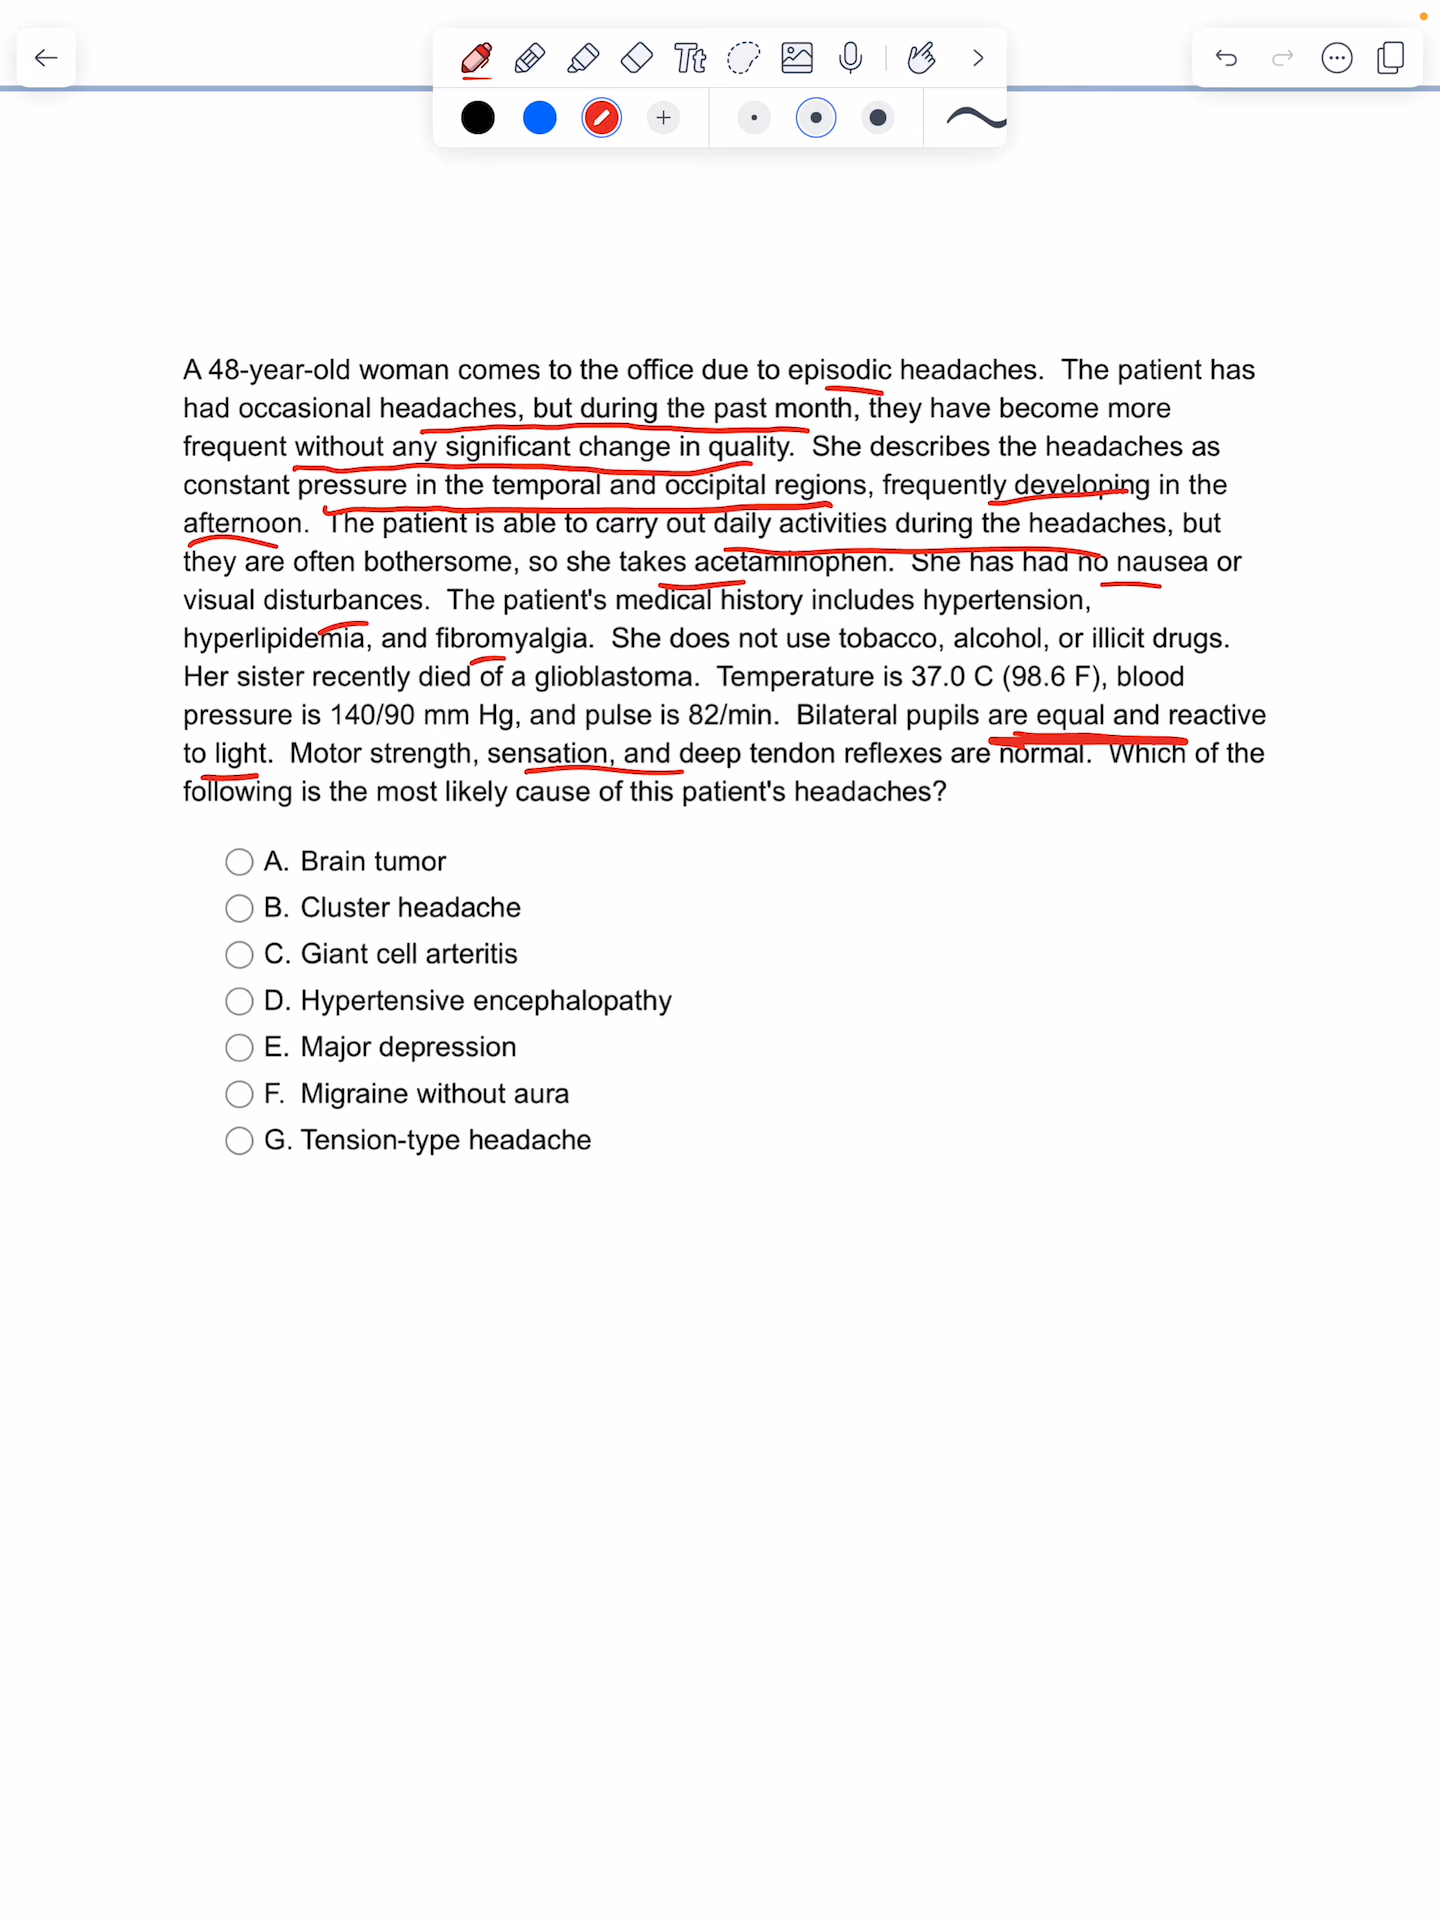 Tt
A 48-year-old woman comes to the office due to episodic headaches. The patient has
had occasional headaches, but during the past month, they have become more
frequent without any significant change in quality. She describes the headaches as
constant pressure in the temporal and occipital regions, frequently developing in the
afternoon. The patient is able to carry out daily activities during the headaches, but
they are often bothersome, so she takes acetaminophen. She has had no nausea or
visual disturbances. The patient's medical history includes hypertension,
hyperlipidemia, and fibromyalgia. She does not use tobacco, alcohol, or illicit drugs.
Her sister recently died of a glioblastoma. Temperature is 37.0 C (98.6 F), blood
pressure is 140/90 mm Hg, and pulse is 82/min. Bilateral pupils are equal and reactive
to light. Motor strength, sensation, and deep tendon reflexes are normal. Which of the
following is the most likely cause of this patient's headaches?
A. Brain tumor
B. Cluster headache
C. Giant cell arteritis
D. Hypertensive encephalopathy
E. Major depression
F. Migraine without aura
G. Tension-type headache